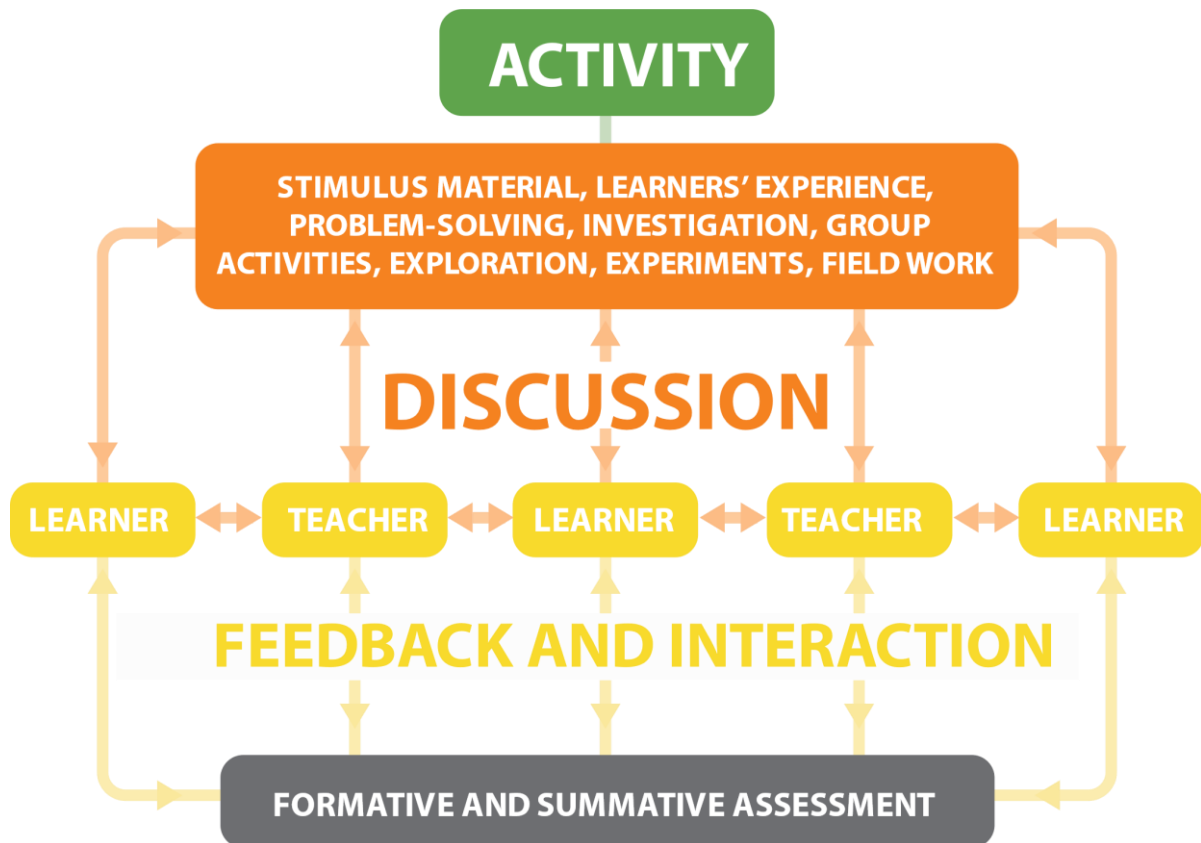 ACTIVITY
STIMULUS MATERIAL, LEARNERS’ EXPERIENCE,
PROBLEM-SOLVING, INVESTIGATION, GROUP
ACTIVITIES, EXPLORATION, EXPERIMENTS, FIELD WORK
DISCUSSION
LEARNER
TEACHER
LEARNER
TEACHER
LEARNER
FEEDBACK AND INTERACTION
FORMATIVE AND SUMMATIVE ASSESSMENT